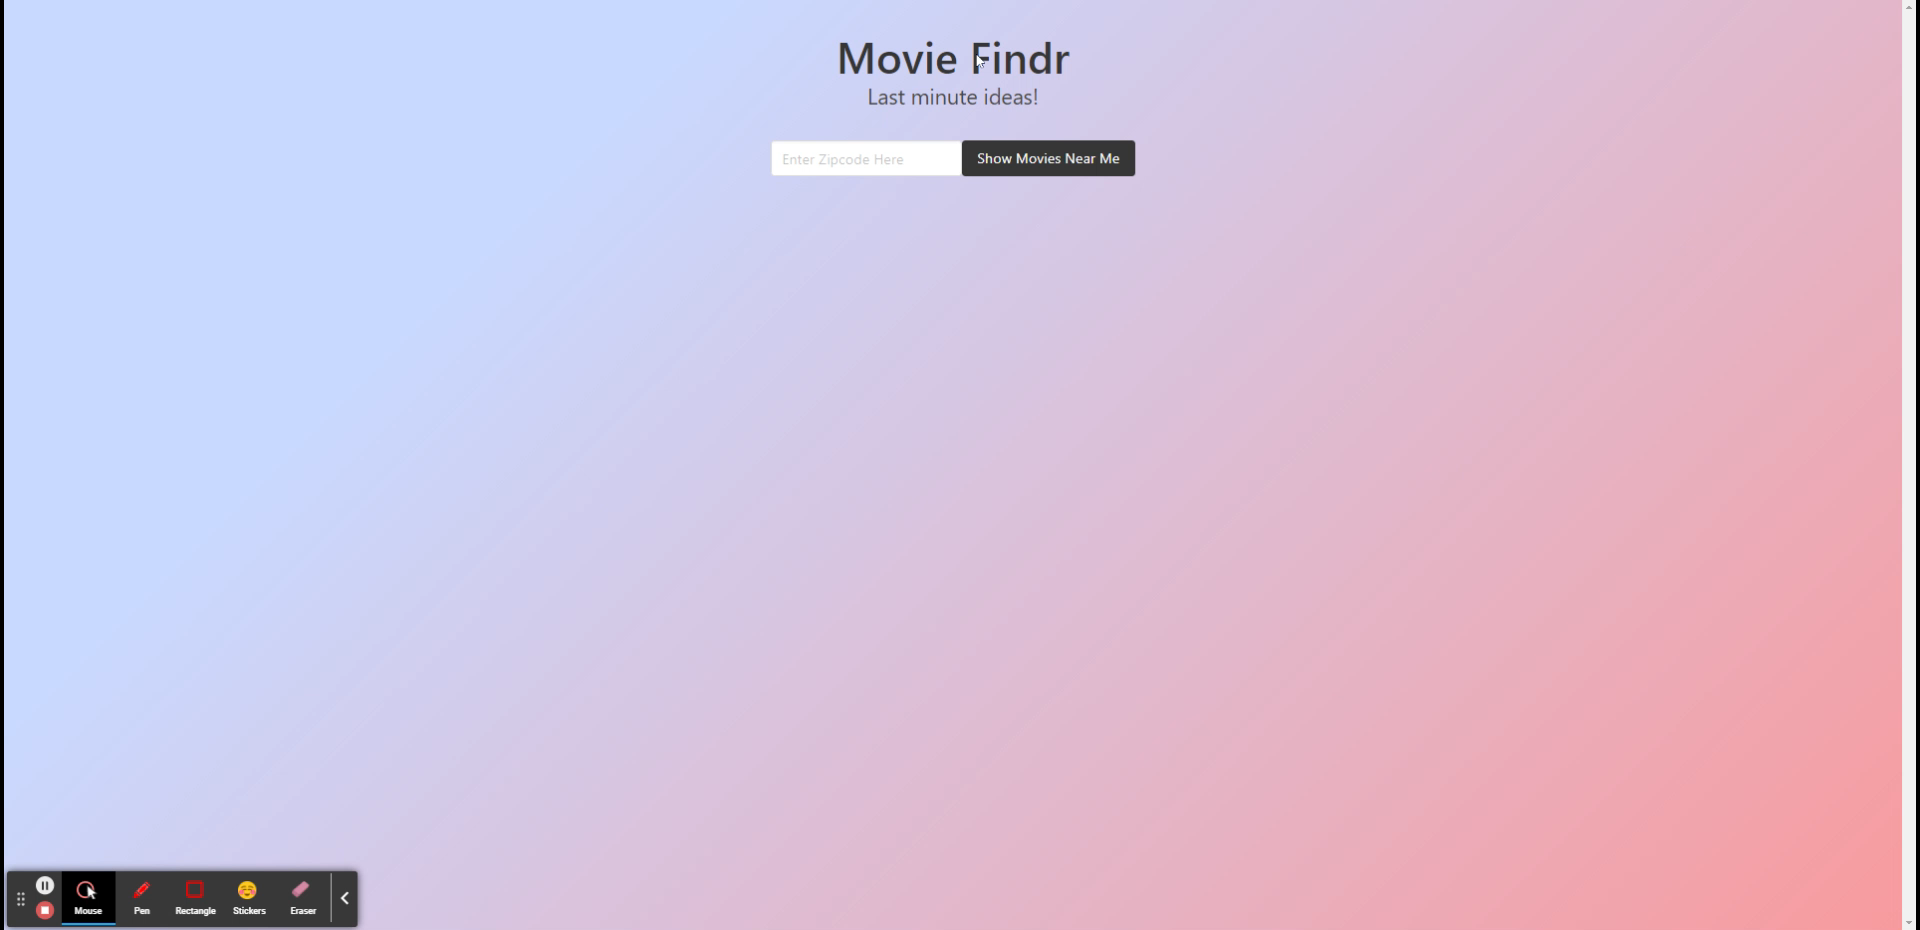 Movie Findr
Last minute ideas!
Enter Zipcode Here
Show Movies Near Me
Mouse
Pen
Rectangle
Stickers
Eraser